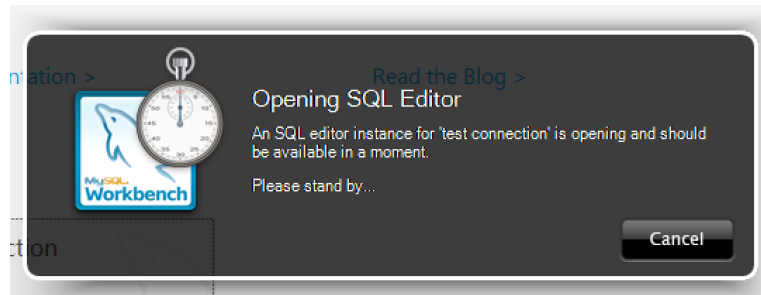 ntation >
Read the Blog >
Opening SQL Editor
An SQL editor instance for 'test connection' is opening and should
be available in a moment.
Please stand by...
MySQL
Workbench
Cancel
ction